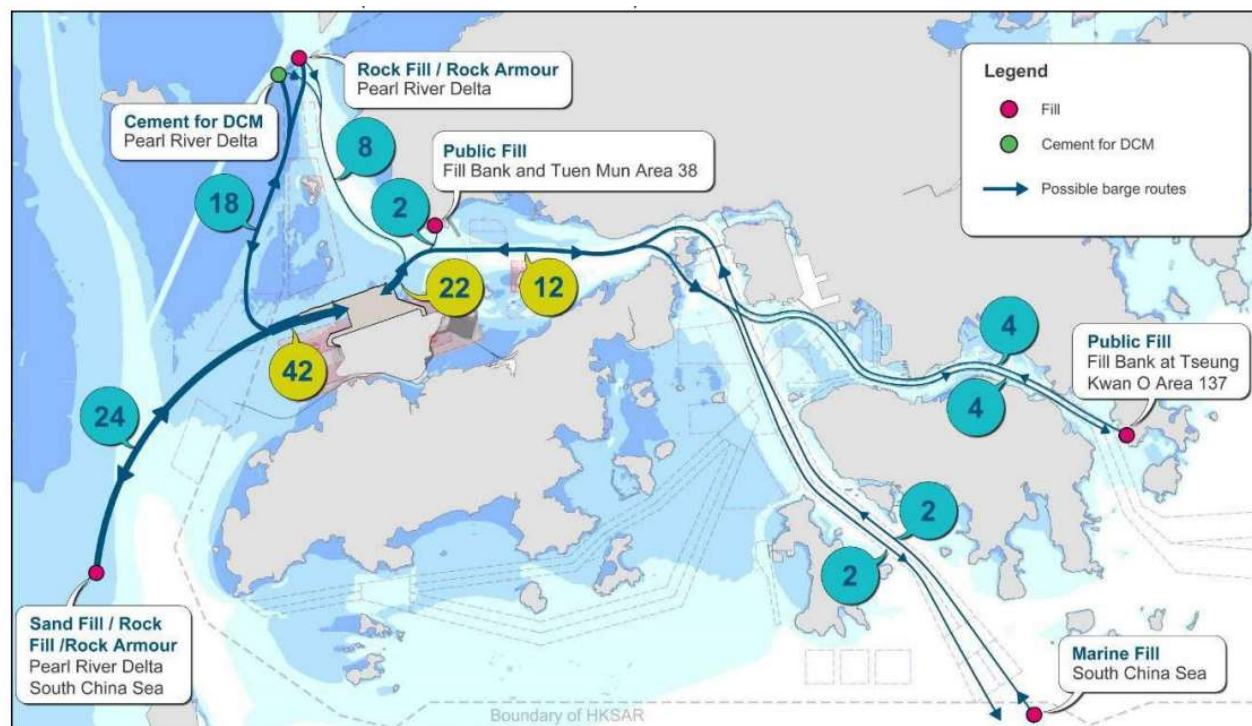 Rock Fill / Rock Armour
Pearl River Delta
Cement for DCM
Pearl River Delta
8
Public Fill
Fill Bank and Tuen Mun Area 38
18
2
22
12
42
24
4
4
Public Fill
Fill Bank at Tseung
Kwan O Area 137
2
2
Sand Fill / Rock
Fill /Rock Armour
Pearl River Delta
South China Sea
Marine Fill
South China Sea
Boundary of HKSAR
Legend
Fill
Cement for DCM
Possible barge routes